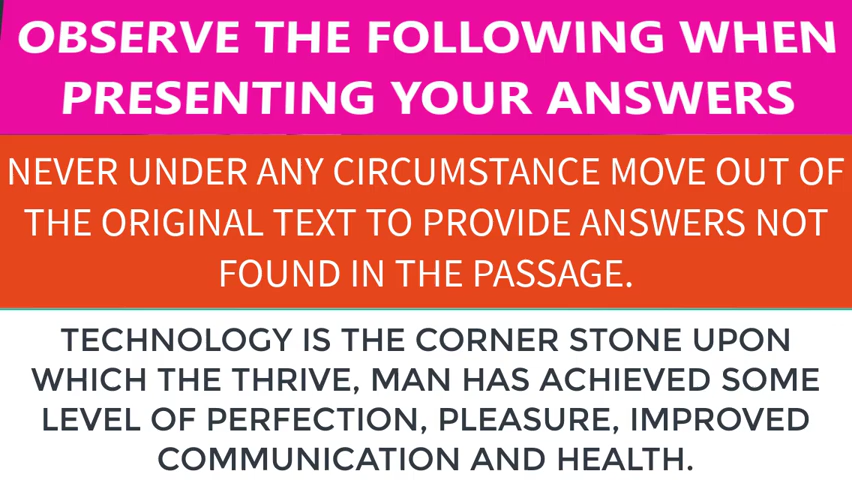 OBSERVE THE FOLLOWING WHEN
PRESENTING YOUR ANSWERS
NEVER UNDER ANY CIRCUMSTANCE MOVE OUT OF
THE ORIGINAL TEXT TO PROVIDE ANSWERS NOT
FOUND IN THE PASSAGE.
TECHNOLOGY IS THE CORNER STONE UPON
WHICH THE THRIVE, MAN HAS ACHIEVED SOME
LEVEL OF PERFECTION, PLEASURE, IMPROVED
COMMUNICATION AND HEALTH.